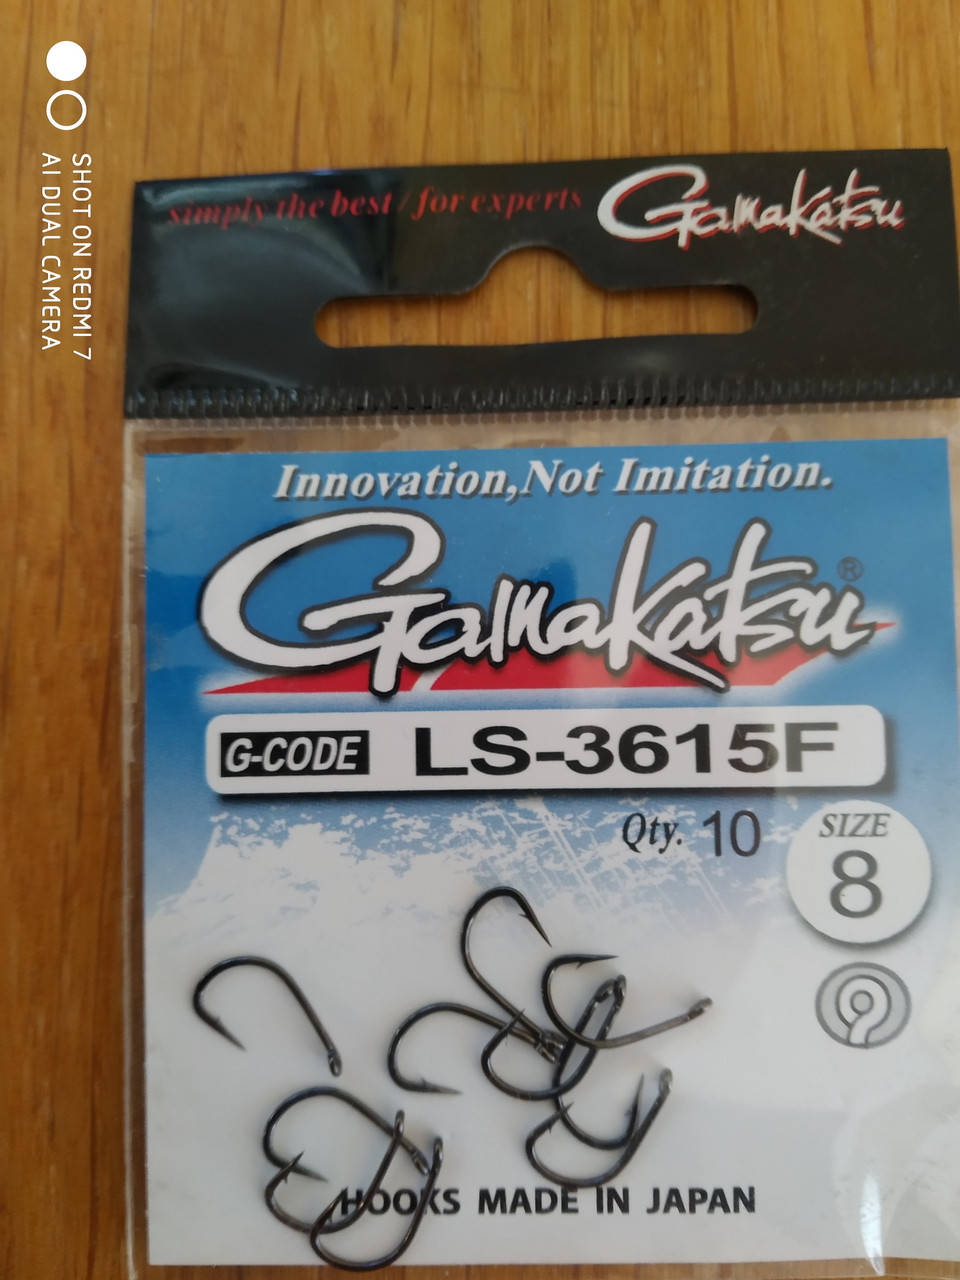 SHOT ON REDMI 7
AI DUAL CAMERA
simply the best / for experts
Gamakatsu
Innovation,Not Imitation.
Gamakatsu®
G-CODE LS-3615F
Qty. 10
SIZE
8
HOOKS MADE IN JAPAN